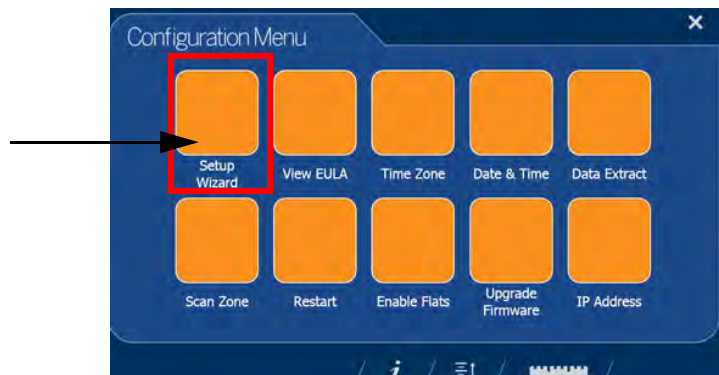 Configuration Menu
Setup
Wizard
View EULA
Time Zone
Date & Time
Data Extract
Scan Zone
Restart
Enable Flats
Upgrade
Firmware
IP Address
i